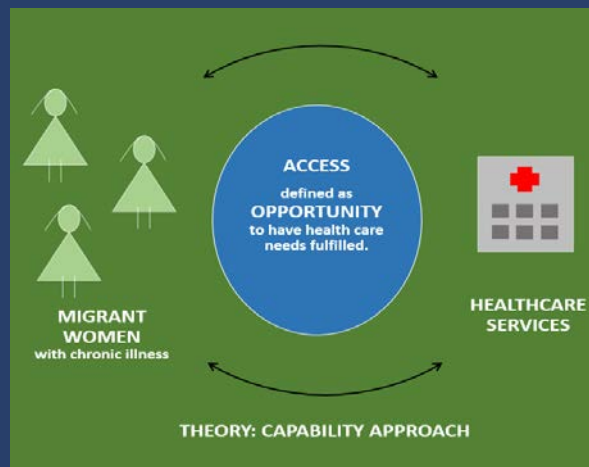 ACCESS
defined as
OPPORTUNITY
to have health care
needs fulfilled.
MIGRANT
WOMEN
with chronic illness
HEALTHCARE
SERVICES
THEORY: CAPABILITY APPROACH